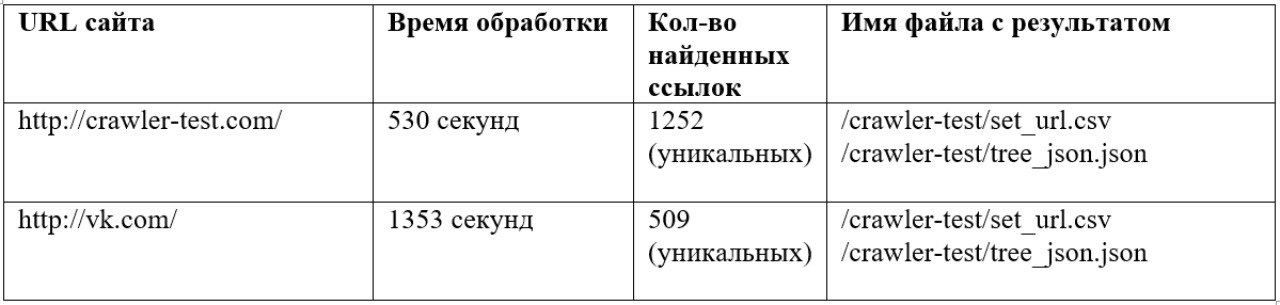 URL сайта
Время обработки
Кол-во
найденных
ссылок
Имя файла с результатом
http://crawler-test.com/
530 секунд
1252
(уникальных)
/crawler-test/set_url.csv
/crawler-test/tree_json.json
http://vk.com/
1353 секунд
509
(уникальных)
/crawler-test/set_url.csv
/crawler-test/tree_json.json